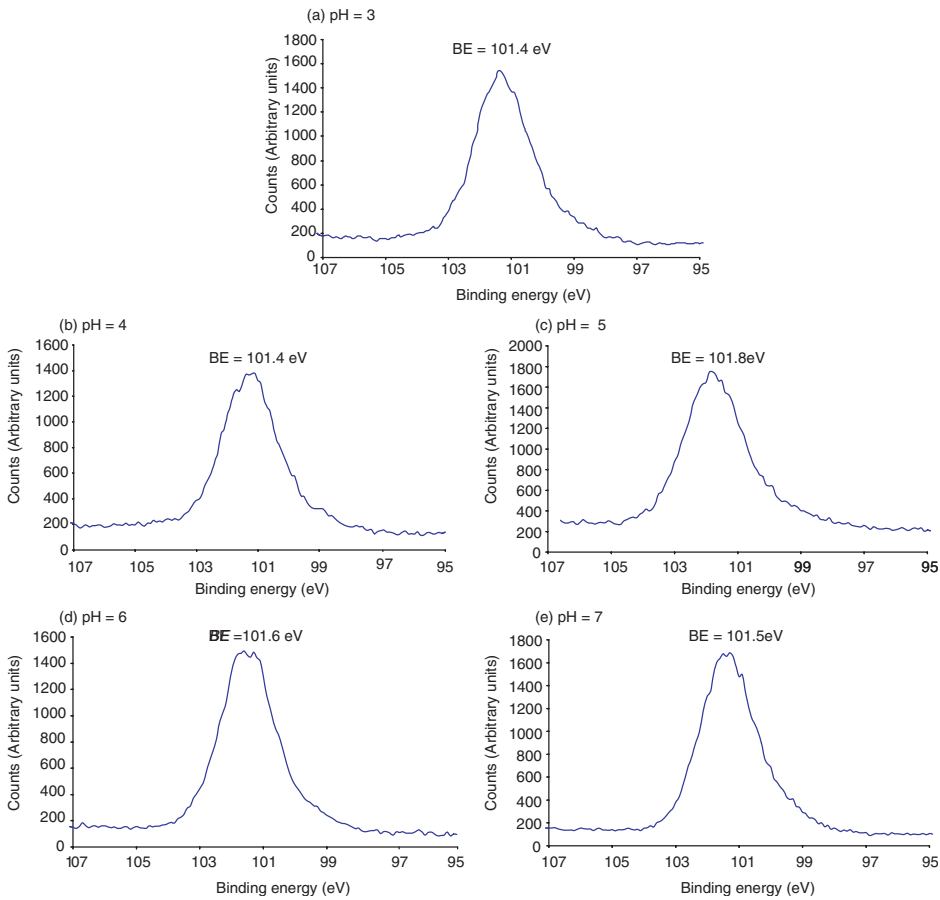 (a) pH = 3
BE = 101.4 eV
Counts (Arbitrary units)
1800
1600
1400
1200
1000
800
600
400
200
0
107 105 103 101 99 97 95
Binding energy (eV)
(b) pH = 4
BE = 101.4 eV
Counts (Arbitrary units)
1600
1400
1200
1000
800
600
400
200
0
107 105 103 101 99 97 95
Binding energy (eV)
(c) pH = 5
BE = 101.8eV
Counts (Arbitrary units)
2000
1800
1600
1400
1200
1000
800
600
400
200
0
107 105 103 101 99 97 95
Binding energy (eV)
(d) pH = 6
BE =101.6 eV
Counts (Arbitrary units)
1600
1400
1200
1000
800
600
400
200
0
107 105 103 101 99 97 95
Binding energy (eV)
(e) pH = 7
BE = 101.5eV
Counts (Arbitrary units)
1800
1600
1400
1200
1000
800
600
400
200
0
107 105 103 101 99 97 95
Binding energy (eV)